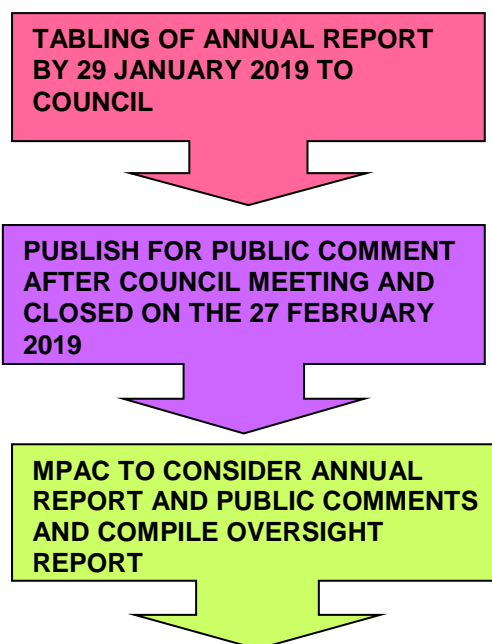 TABLING OF ANNUAL REPORT
BY 29 JANUARY 2019 TO
COUNCIL
PUBLISH FOR PUBLIC COMMENT
AFTER COUNCIL MEETING AND
CLOSED ON THE 27 FEBRUARY
2019
MPAC TO CONSIDER ANNUAL
REPORT AND PUBLIC COMMENTS
AND COMPILE OVERSIGHT
REPORT